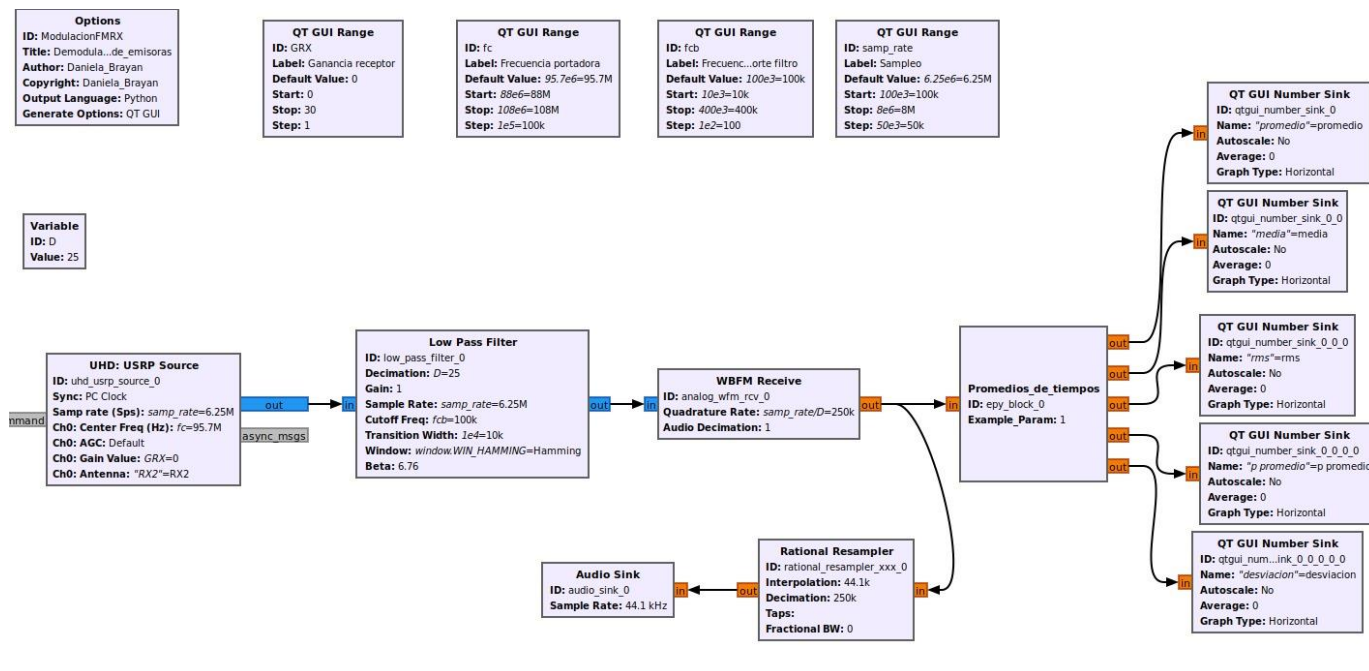 Options
ID: ModulacionFMRX
Title: Demodula...de_emisoras
Author: Daniela_Brayan
Copyright: Daniela_Brayan
Output Language: Python
Generate Options: QT GUI
QT GUI Range
ID: GRX
Label: Ganancia receptor
Default Value: 0
Start: 0
Stop: 30
Step: 1
QT GUI Range
ID: fc
Label: Frecuencia portadora
Default Value: 95.7e6=95.7M
Start: 88e6=88M
Stop: 108e6=108M
Step: 1e5=100k
QT GUI Range
ID: fcb
Label: Frecuenc...orte filtro
Default Value: 100e3=100k
Start: 10e3=10k
Stop: 400e3=400k
Step: 1e2=100
QT GUI Range
ID: samp_rate
Label: Sampleo
Default Value: 6.25e6=6.25M
Start: 100e3=100k
Stop: 8e6=8M
Step: 50e3=50k
Variable
ID: D
Value: 25
UHD: USRP Source
ID: uhd_usrp_source_0
Sync: PC Clock
Samp rate (Sps): samp_rate=6.25M
Ch0: Center Freq (Hz): fc=95.7M
Ch0: AGC: Default
Ch0: Gain Value: GRX=0
Ch0: Antenna: "RX2"=RX2
mmand
out
async_msgs
Low Pass Filter
ID: low_pass_filter_0
Decimation: D=25
Gain: 1
Sample Rate: samp_rate=6.25M
Cutoff Freq: fcb=100k
Transition Width: 1e4=10k
Window: window.WIN_HAMMING=Hamming
Beta: 6.76
in
out
WBFM Receive
ID: analog_wfm_rcv_0
Quadrature Rate: samp_rate/D=250k
Audio Decimation: 1
in
out
Promedios_de_tiempos
ID: epy_block_0
Example_Param: 1
in
out
out
out
out
out
QT GUI Number Sink
ID: qtgui_number_sink_0
Name: "promedio"=promedio
Autoscale: No
Average: 0
Graph Type: Horizontal
in
QT GUI Number Sink
ID: qtgui_number_sink_0_0
Name: "media"=media
Autoscale: No
Average: 0
Graph Type: Horizontal
in
QT GUI Number Sink
ID: qtgui_number_sink_0_0_0
Name: "rms"=rms
Autoscale: No
Average: 0
Graph Type: Horizontal
in
QT GUI Number Sink
ID: qtgui_number_sink_0_0_0_0
Name: "p promedio"=p promedio
Autoscale: No
Average: 0
Graph Type: Horizontal
in
QT GUI Number Sink
ID: qtgui_num...ink_0_0_0_0_0
Name: "desviacion"=desviacion
Autoscale: No
Average: 0
Graph Type: Horizontal
in
Rational Resampler
ID: rational_resampler_xxx_0
Interpolation: 44.1k
Decimation: 250k
Taps:
Fractional BW: 0
in
out
Audio Sink
ID: audio_sink_0
Sample Rate: 44.1 kHz
in